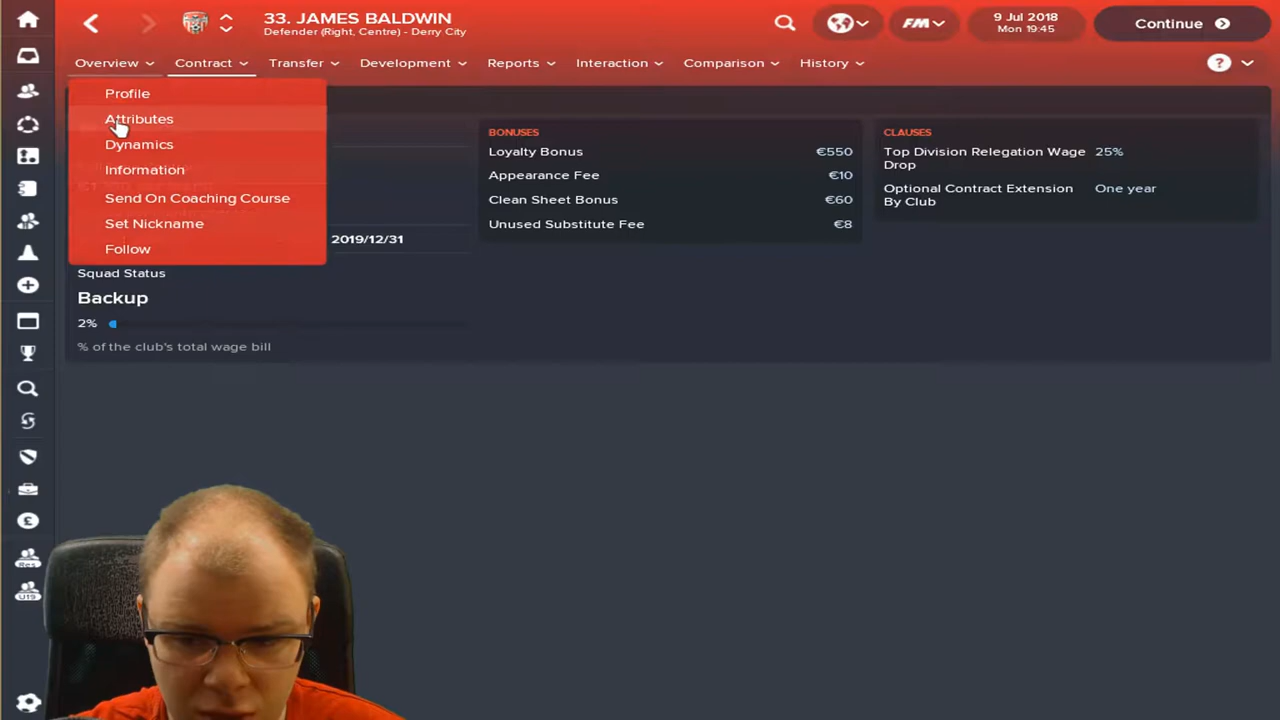 33. JAMES BALDWIN
Defender (Right, Centre) - Derry City
FM
9 Jul 2018
Mon 19:45
Continue
Overview
Contract
Transfer
Development
Reports
Interaction
Comparison
History
?
Profile
Attributes
Dynamics
Information
Send On Coaching Course
Set Nickname
Follow
2019/12/31
Squad Status
Backup
2%
% of the club's total wage bill
BONUSES
Loyalty Bonus €550
Appearance Fee €10
Clean Sheet Bonus €60
Unused Substitute Fee €8
CLAUSES
Top Division Relegation Wage 25%
Drop
Optional Contract Extension One year
By Club
£
Res
U19